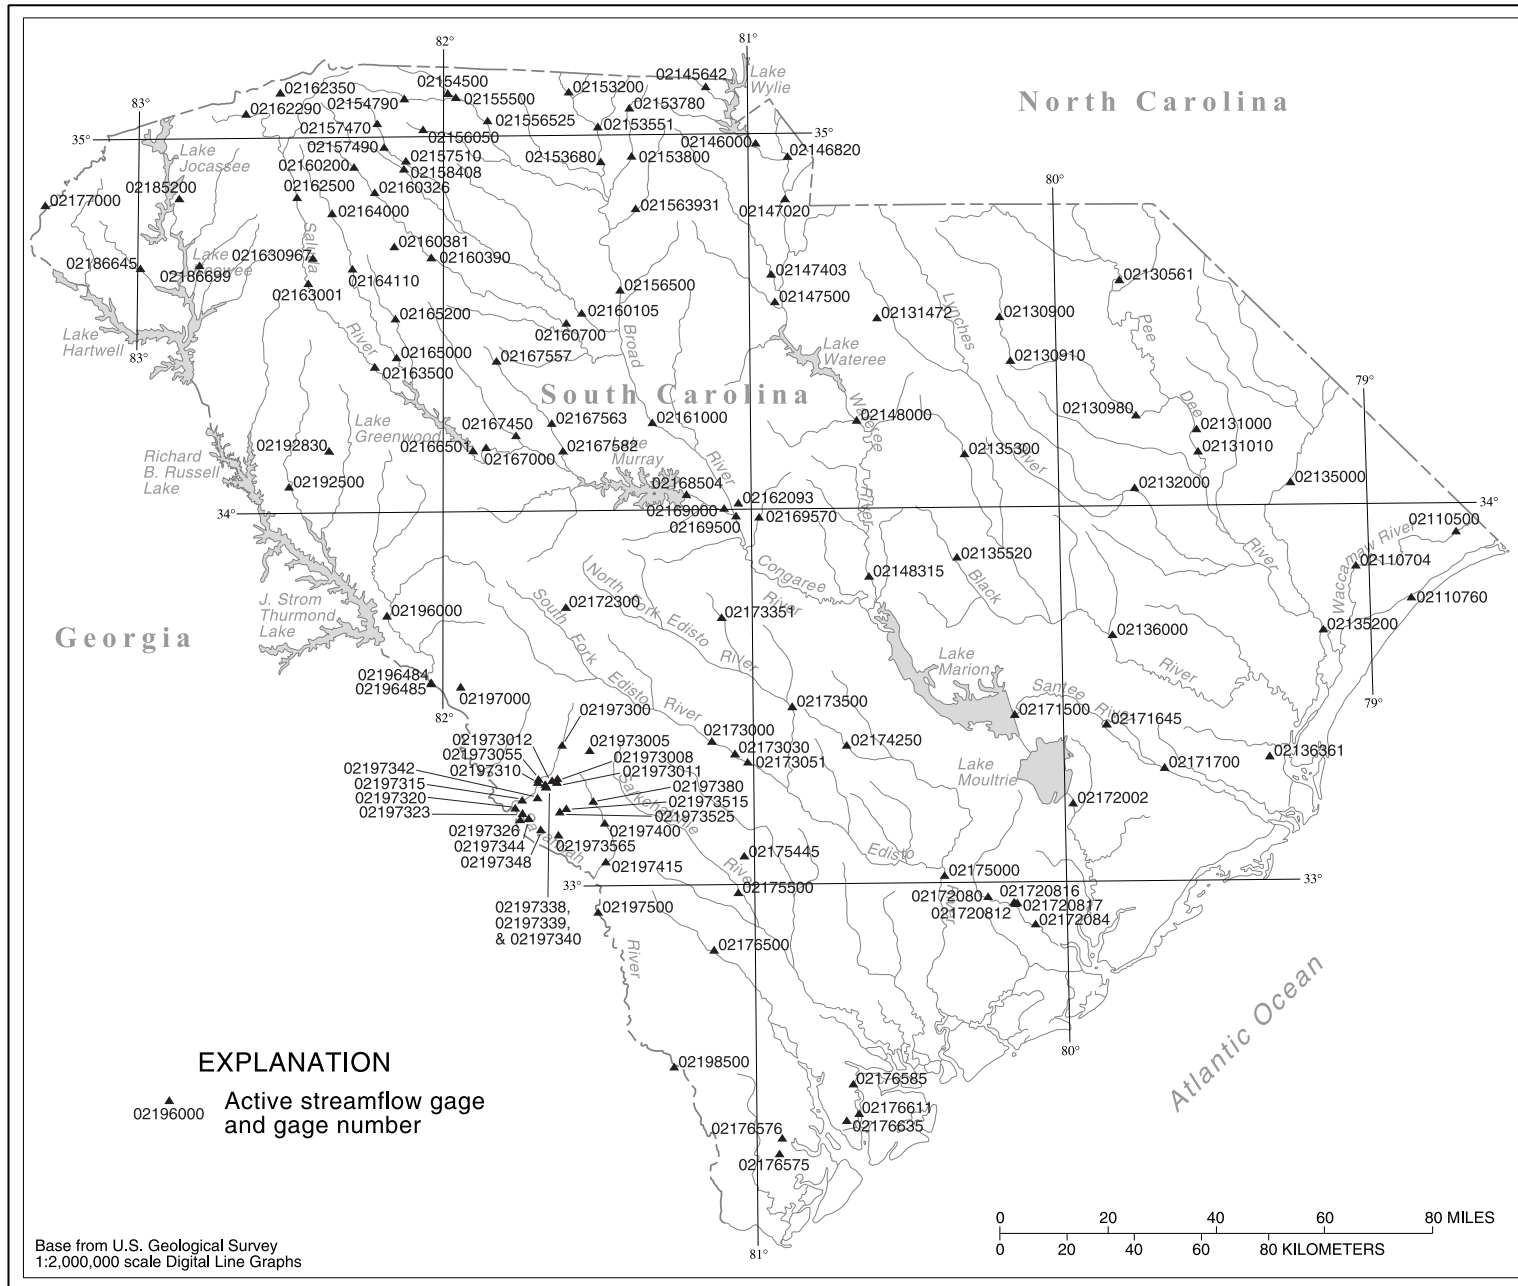 82°
81°
Lake
Wylie
83°
02162350
02162290
02154500
02154790
02155500
02153200
02145642
02153780
021556525
02153551
North Carolina
35°
35°
02157470
02156050
02157490
02157510
02158408
02160200
02153680
02153800
02146000
02146820
Lake
Jocassee
02185200
02177000
02162500
02160326
02164000
021563931
02147020
80°
Saluda
02160381
02160390
021630967
Lake
Keowee
02186645
02186699
02163001
02164110
02147403
02130561
02156500
02147500
02131472
Lynches
02130900
Pee
02165200
02160105
02160700
Broad
Lake
Hartwell
83°
River
02165000
02163500
02167557
Lake
Wateree
02130910
79°
South Carolina
Wateree
02148000
Dee
02130980
02131000
02131010
Lake
Greenwood
02167450
02167563
02161000
02166501
02167000
02167582
Lake
Murray
02135300
River
02192830
Richard
B. Russell
Lake
02192500
River
02168504
02162093
02169000
02169500
02169570
River
02132000
02135000
34°
34°
02110500
River
Waccamaw River
02110704
02110760
02135520
02148315
Black
Congaree
River
North Fork
Edisto
River
South
Fork
Edisto
River
02172300
02173351
J. Strom
Thurmond
Lake
02196000
Georgia
02136000
02135200
River
Lake
Marion
Santee
River
02196484
02196485
02197000
82°
79°
02173500
02171500
02171645
02197300
02173000
02173030
02173051
02174250
02136361
02171700
Lake
Moultrie
021973012
021973005
021973055
021973008
02197310
021973011
02197342
02197315
02197380
02197320
021973515
02197323
021973525
Salkehatchie
River
02172002
02197326
02197400
02197344
021973565
02197348
Savannah
02197415
02175445
Edisto
02175000
02175500
33°
33°
02172080
021720816
021720817
021720812
02172084
River
02197338,
02197339,
& 02197340
02197500
River
02176500
80°
Atlantic Ocean
02198500
02176585
02176611
02176635
02176576
02176575
81°
EXPLANATION
02196000
Active streamflow gage
and gage number
0 20 40 60 80 MILES
0 20 40 60 80 KILOMETERS
Base from U.S. Geological Survey
1:2,000,000 scale Digital Line Graphs